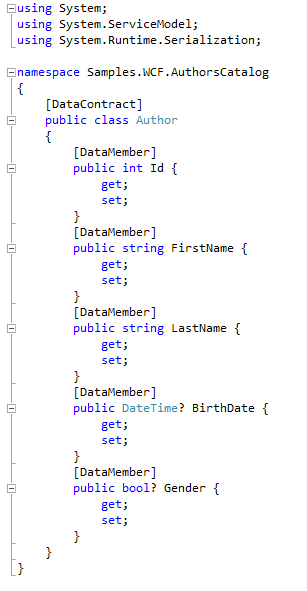 using System;
using System.ServiceModel;
using System.Runtime.Serialization;

namespace Samples.WCF.AuthorsCatalog
{
    [DataContract]
    public class Author
    {
        [DataMember]
        public int Id {
            get;
            set;
        }
        [DataMember]
        public string FirstName {
            get;
            set;
        }
        [DataMember]
        public string LastName {
            get;
            set;
        }
        [DataMember]
        public DateTime? BirthDate {
            get;
            set;
        }
        [DataMember]
        public bool? Gender {
            get;
            set;
        }
    }
}